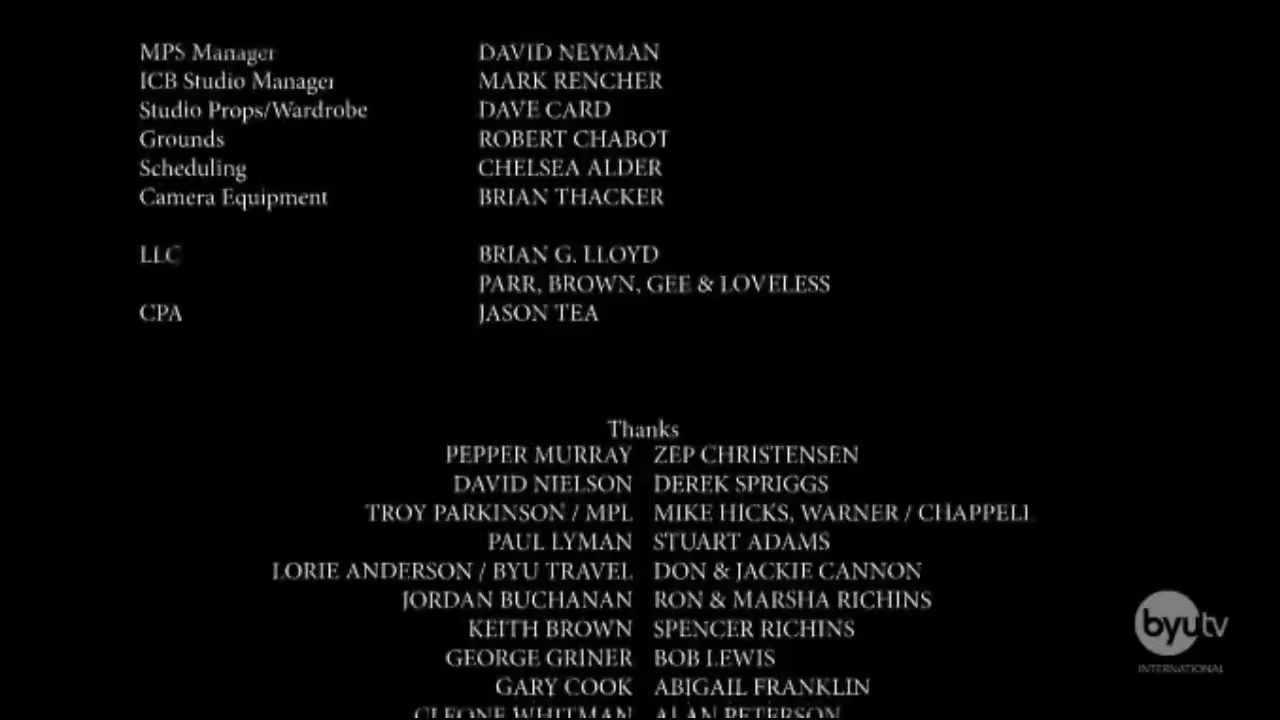 MPS Manager DAVID NEYMAN
ICB Studio Manager MARK RENCHER
Studio Props/Wardrobe DAVE CARD
Grounds ROBERT CHABOT
Scheduling CHELSEA ALDER
Camera Equipment BRIAN THACKER
LLC BRIAN G. LLOYD
PARR, BROWN, GEE & LOVELESS
CPA JASON TEA
Thanks
PEPPER MURRAY ZEP CHRISTENSEN
DAVID NIELSON DEREK SPRIGGS
TROY PARKINSON / MPL MIKE HICKS, WARNER / CHAPPELL
PAUL LYMAN STUART ADAMS
LORIE ANDERSON / BYU TRAVEL DON & JACKIE CANNON
JORDAN BUCHANAN RON & MARSHA RICHINS
KEITH BROWN SPENCER RICHINS
GEORGE GRINER BOB LEWIS
GARY COOK ABIGAIL FRANKLIN
CLEONE WHITMAN ALAN PETERSON
byutv
INTERNATIONAL